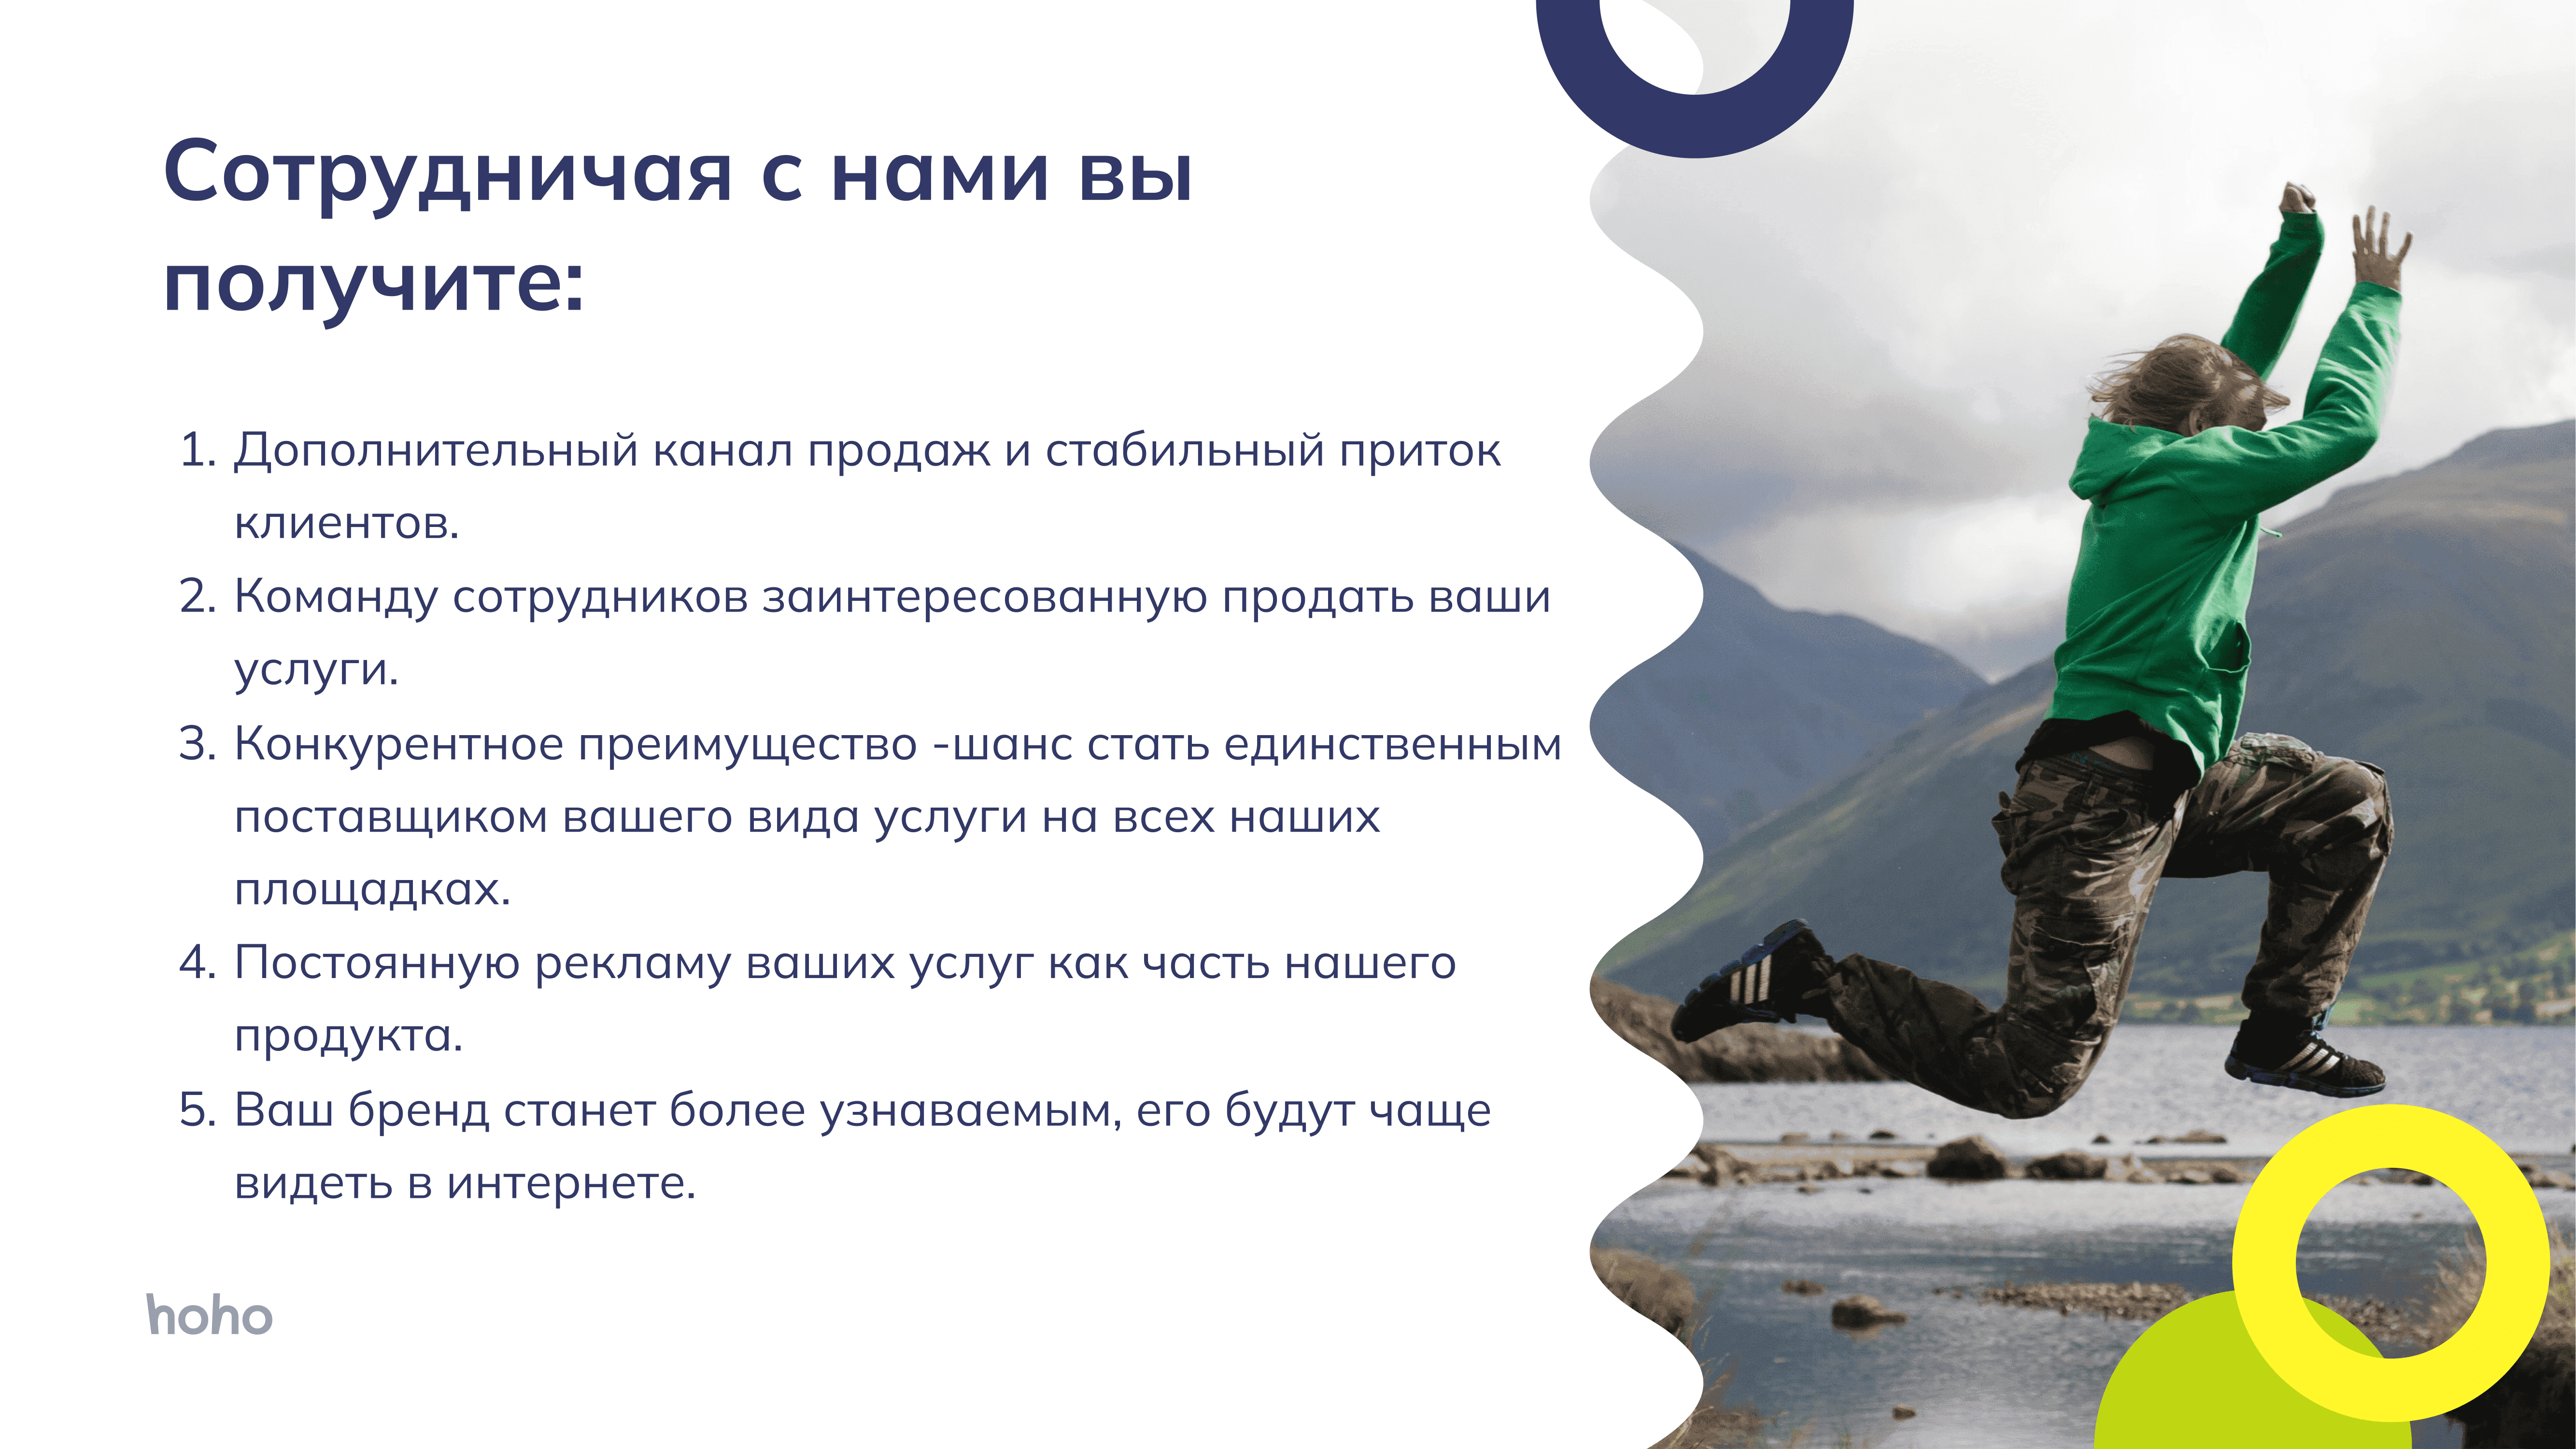 Сотрудничая с нами вы
получите:
1. Дополнительный канал продаж и стабильный приток
клиентов.
2. Команду сотрудников заинтересованную продать ваши
услуги.
3. Конкурентное преимущество -шанс стать единственным
поставщиком вашего вида услуги на всех наших
площадках.
4. Постоянную рекламу ваших услуг как часть нашего
продукта.
5. Ваш бренд станет более узнаваемым, его будут чаще
видеть в интернете.
hoho